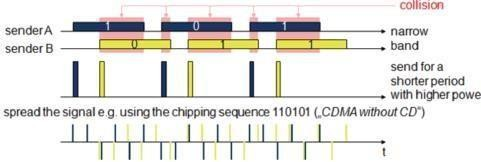 collision
sender A 1 0 1 narrow
sender B 0 1 1 band
send for a
shorter period
with higher power
spread the signal e.g. using the chipping sequence 110101 („CDMA without CD“)
t